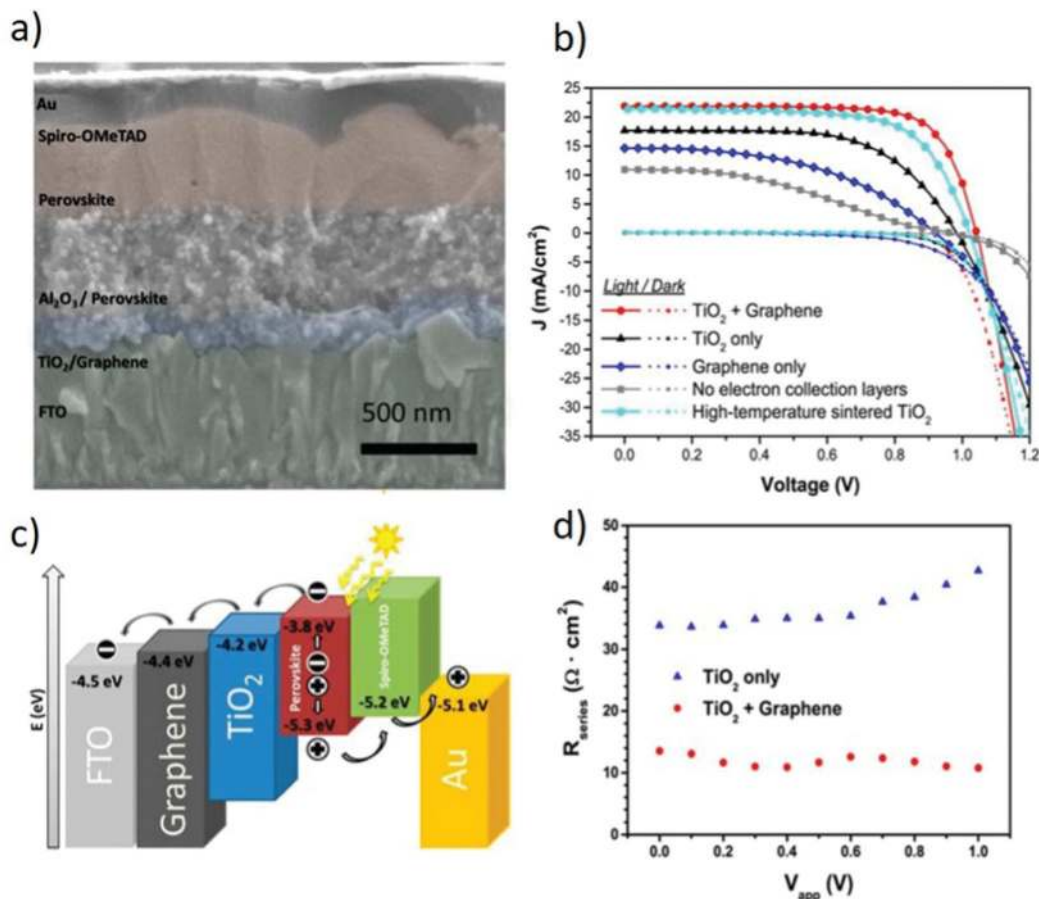 a)
Au
Spiro-OMeTAD
Perovskite
Al₂O₃/ Perovskite
TiO₂/Graphene
FTO
500 nm
b)
25
20
15
10
5
0
-5
-10
-15
-20
-25
-30
-35
J (mA/cm²)
Light / Dark
TiO₂ + Graphene
TiO₂ only
Graphene only
No electron collection layers
High-temperature sintered TiO₂
0.0 0.2 0.4 0.6 0.8 1.0 1.2
Voltage (V)
c)
E (eV)
-4.5 eV
FTO
-4.4 eV
Graphene
-4.2 eV
TiO₂
-3.8 eV
Perovskite
-5.3 eV
Spiro-OMeTAD
-5.2 eV
-5.1 eV
Au
d)
50
40
30
20
10
0
R series (Ω · cm²)
TiO₂ only
TiO₂ + Graphene
0.0 0.2 0.4 0.6 0.8 1.0
V app (V)